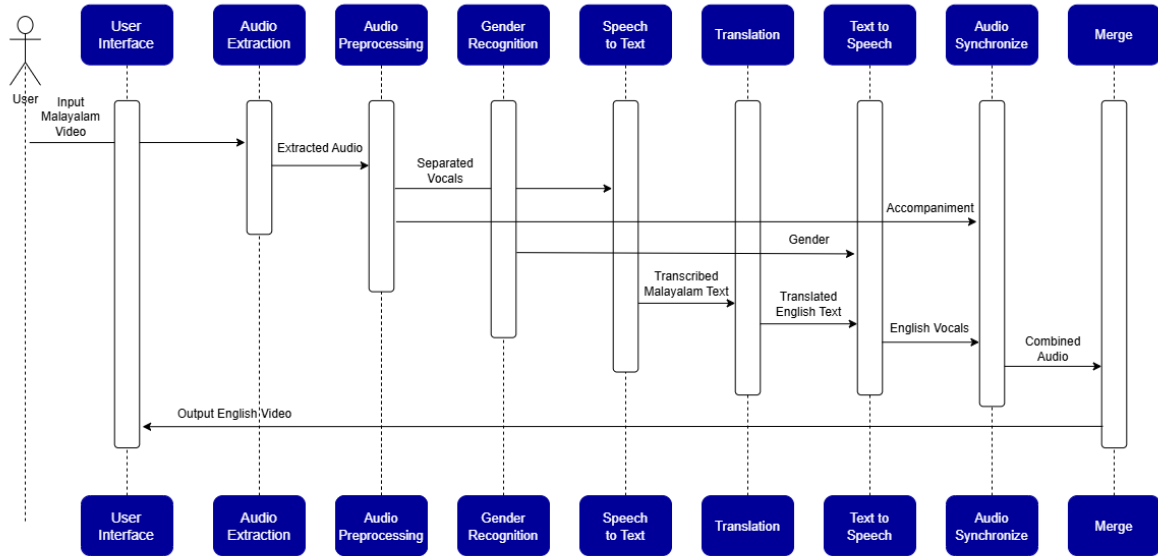 User
Interface
Audio
Extraction
Audio
Preprocessing
Gender
Recognition
Speech
to Text
Translation
Text to
Speech
Audio
Synchronize
Merge
User
Input
Malayalam
Video
Extracted Audio
Separated
Vocals
Accompaniment
Gender
Transcribed
Malayalam Text
Translated
English Text
English Vocals
Combined
Audio
Output English Video
User
Interface
Audio
Extraction
Audio
Preprocessing
Gender
Recognition
Speech
to Text
Translation
Text to
Speech
Audio
Synchronize
Merge